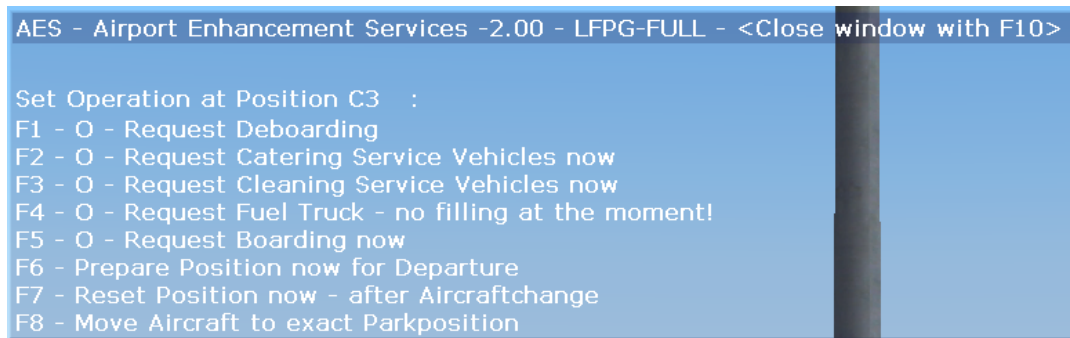 AES - Airport Enhancement Services -2.00 - LFPG-FULL - <Close window with F10>
Set Operation at Position C3 :
F1 - O - Request Deboarding
F2 - O - Request Catering Service Vehicles now
F3 - O - Request Cleaning Service Vehicles now
F4 - O - Request Fuel Truck - no filling at the moment!
F5 - O - Request Boarding now
F6 - Prepare Position now for Departure
F7 - Reset Position now - after Aircraftchange
F8 - Move Aircraft to exact Parkposition